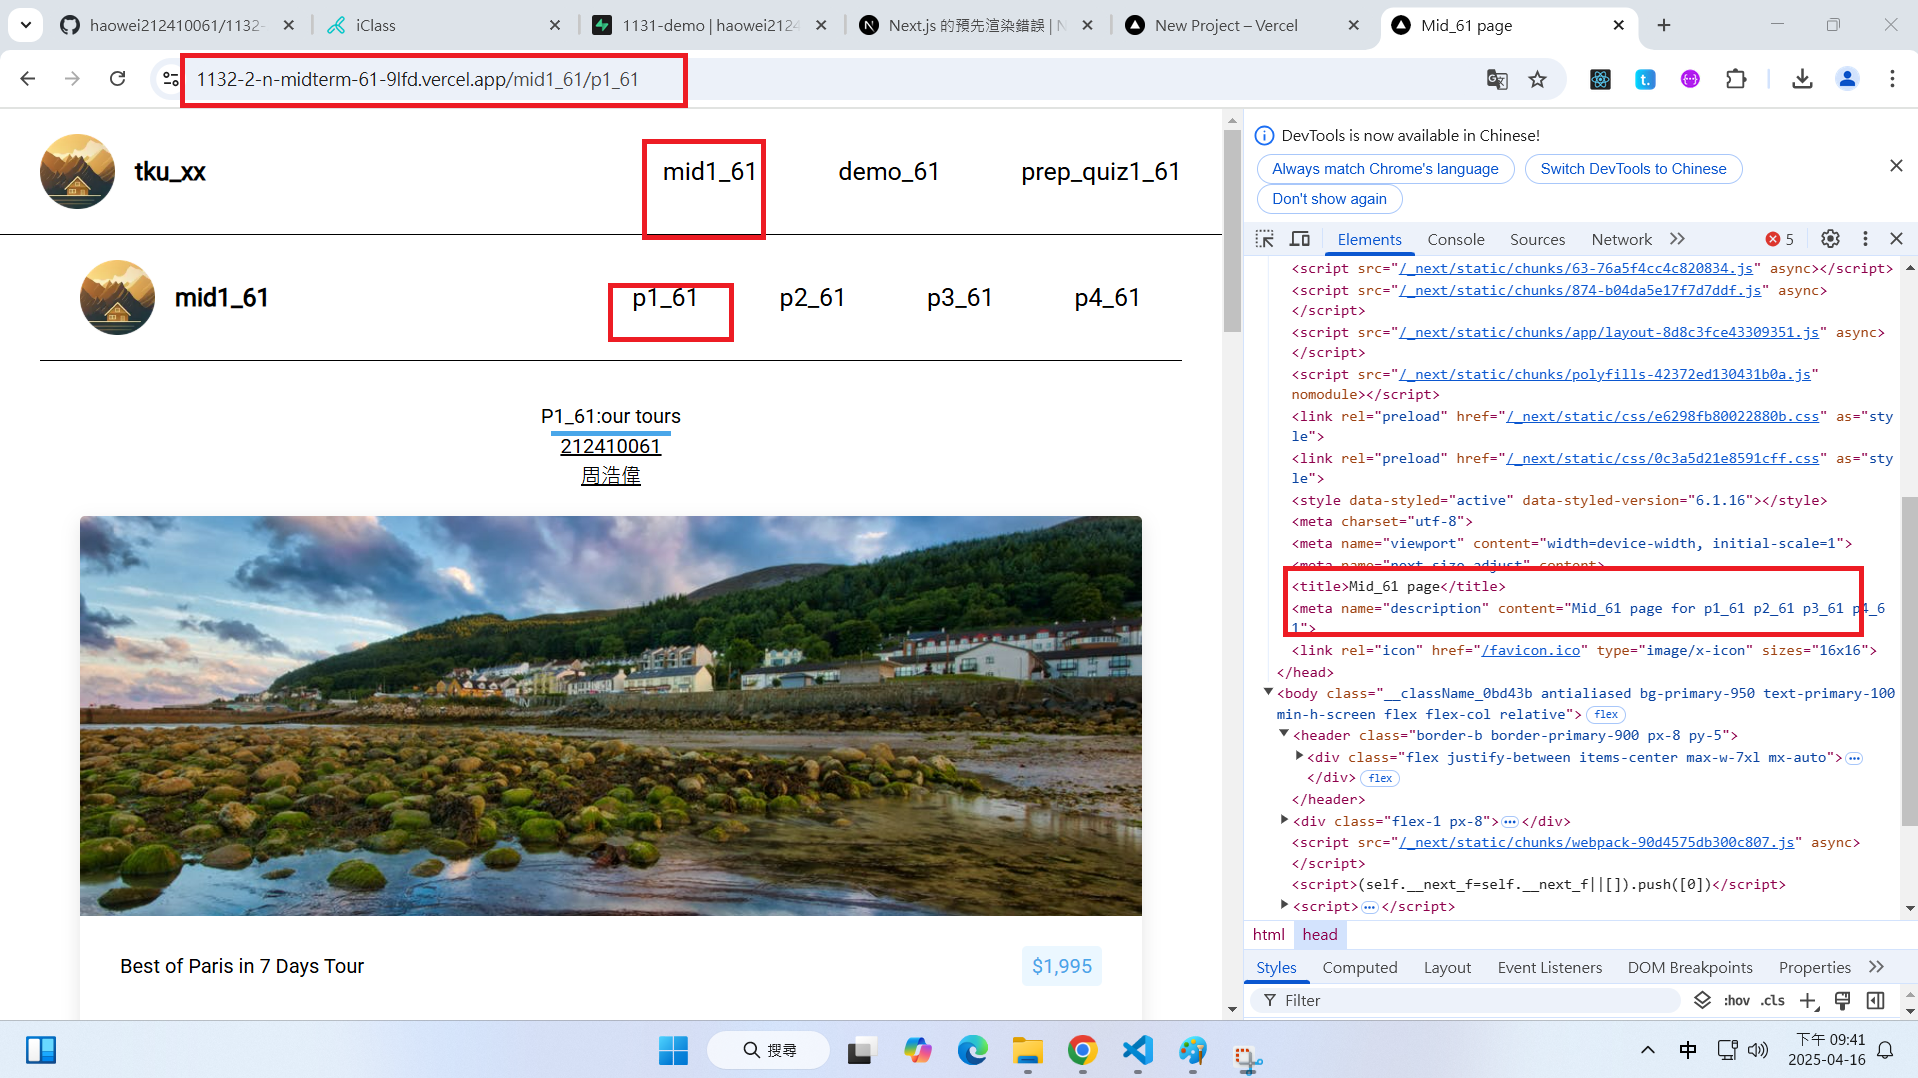 haowei212410061/1132-
iClass
1131-demo | haowei2124
Next.js 的預先渲染錯誤 | N
New Project – Vercel
Mid_61 page
1132-2-n-midterm-61-9lfd.vercel.app/mid1_61/p1_61
tku_xx
mid1_61
demo_61
prep_quiz1_61
mid1_61
p1_61
p2_61
p3_61
p4_61
P1_61:our tours
212410061
周浩偉
Best of Paris in 7 Days Tour
$1,995
DevTools is now available in Chinese!
Always match Chrome's language
Switch DevTools to Chinese
Don't show again
Elements
Console
Sources
Network
5
<script src="/_next/static/chunks/63-76a5f4cc4c820834.js" async></script>
<script src="/_next/static/chunks/874-b04da5e17f7d7ddf.js" async>
</script>
<script src="/_next/static/chunks/app/layout-8d8c3fce43309351.js" async>
</script>
<script src="/_next/static/chunks/polyfills-42372ed130431b0a.js"
nomodule></script>
<link rel="preload" href="/_next/static/css/e6298fb80022880b.css" as="sty
le">
<link rel="preload" href="/_next/static/css/0c3a5d21e8591cff.css" as="sty
le">
<style data-styled="active" data-styled-version="6.1.16"></style>
<meta charset="utf-8">
<meta name="viewport" content="width=device-width, initial-scale=1">
<meta name="next-size-adjust" content>
<title>Mid_61 page</title>
<meta name="description" content="Mid_61 page for p1_61 p2_61 p3_61 p4_6
1">
<link rel="icon" href="/favicon.ico" type="image/x-icon" sizes="16x16">
</head>
<body class="__className_0bd43b antialiased bg-primary-950 text-primary-100
min-h-screen flex flex-col relative"> flex
<header class="border-b border-primary-900 px-8 py-5">
<div class="flex justify-between items-center max-w-7xl mx-auto">
</div> flex
</header>
<div class="flex-1 px-8"> </div>
<script src="/_next/static/chunks/webpack-90d4575db300c807.js" async>
</script>
<script>(self.__next_f=self.__next_f||[]).push([0])</script>
<script> </script>
html
head
Styles
Computed
Layout
Event Listeners
DOM Breakpoints
Properties
Filter
:hov
.cls
搜尋
中
下午 09:41
2025-04-16